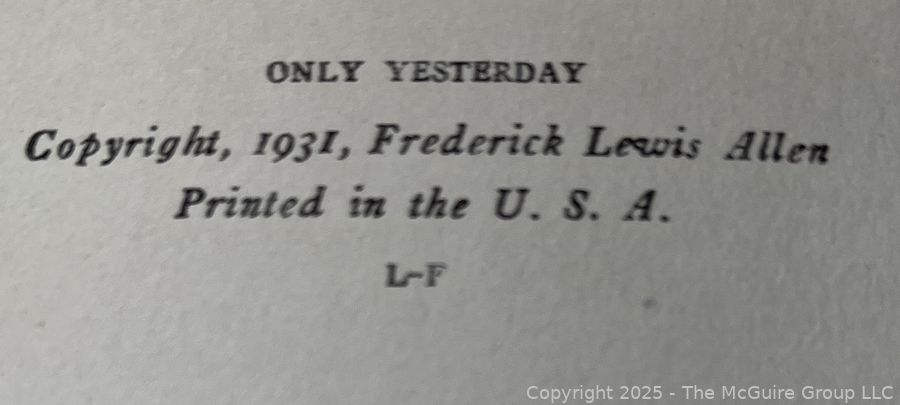 ONLY YESTERDAY
Copyright, 1931, Frederick Lewis Allen
Printed in the U. S. A.
L-F
Copyright 2025 - The McGuire Group LLC